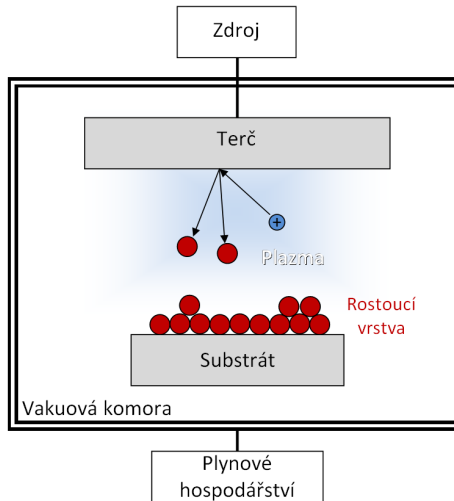 Zdroj
Terč
+
Plazma
Rostoucí
vrstva
Substrát
Vakuová komora
Plynové
hospodářství